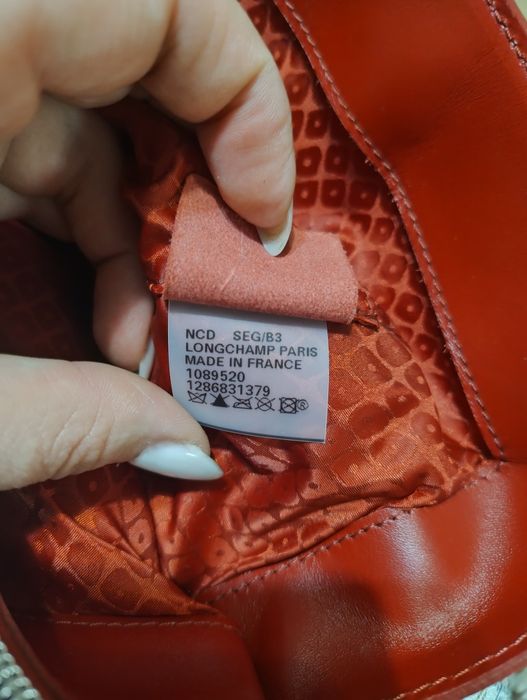 NCD SEG/B3
LONGCHAMP PARIS
MADE IN FRANCE
1089520
1286831379